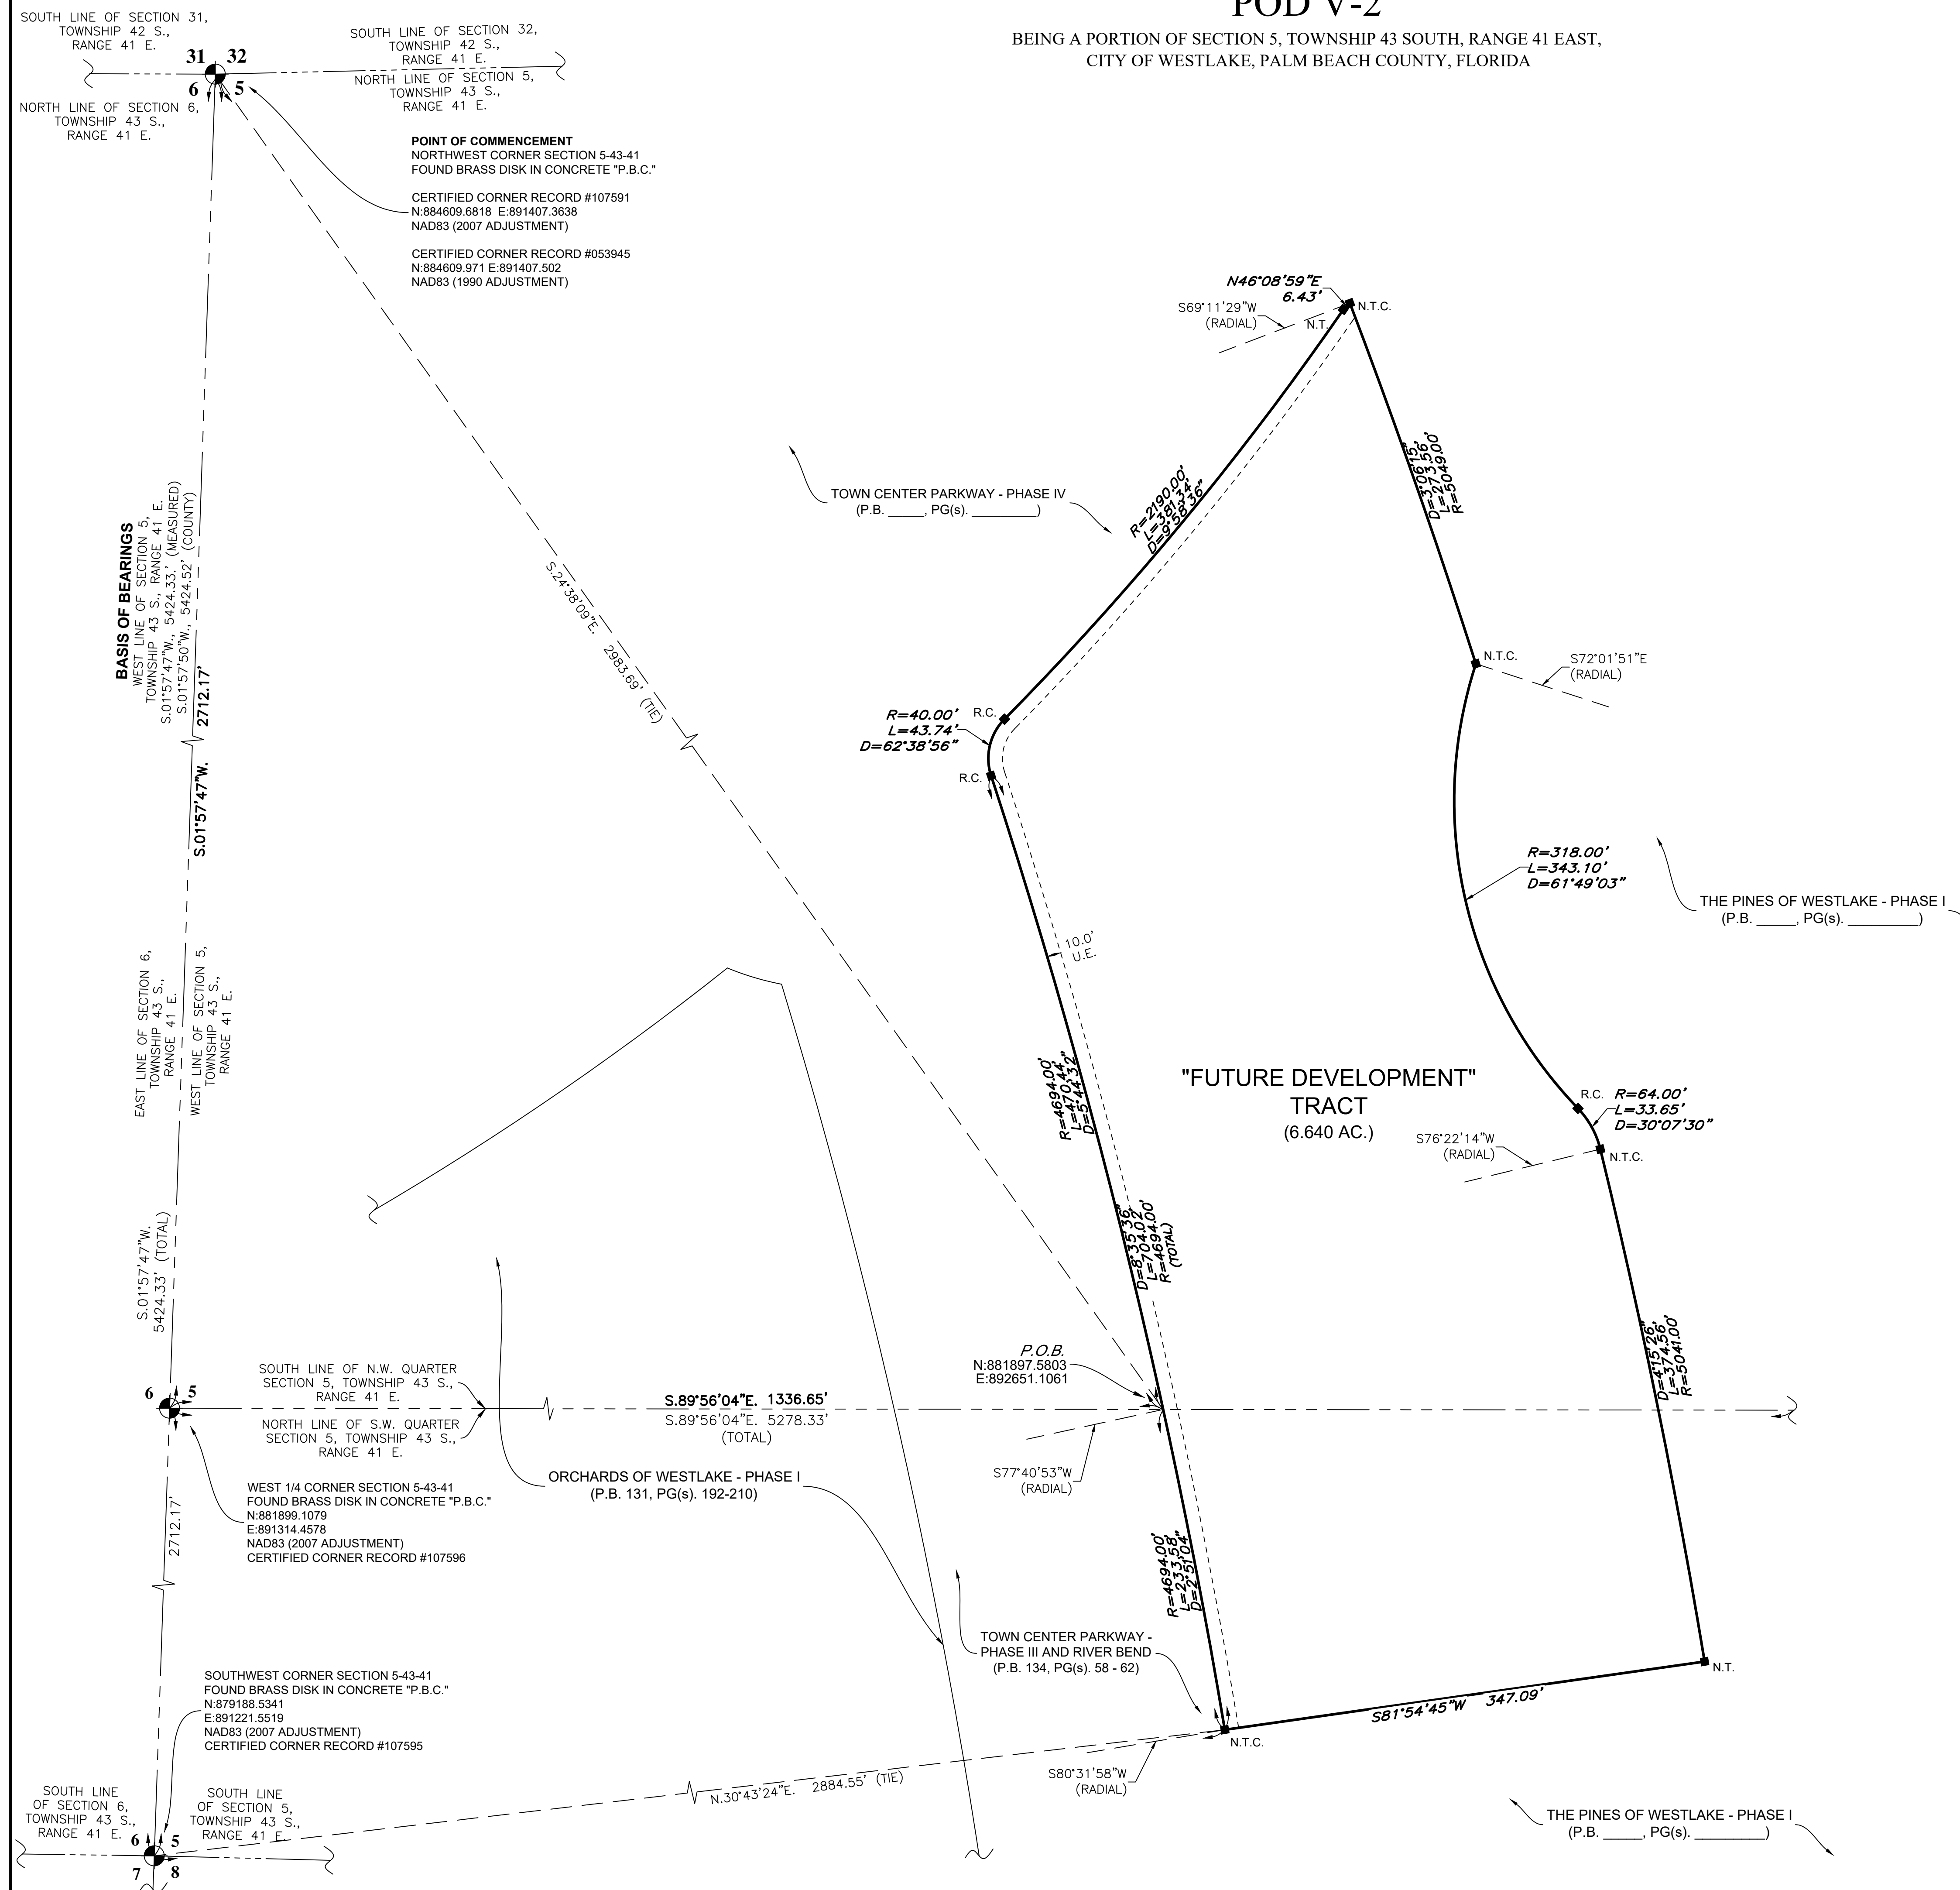 POD V-2
BEING A PORTION OF SECTION 5, TOWNSHIP 43 SOUTH, RANGE 41 EAST,
CITY OF WESTLAKE, PALM BEACH COUNTY, FLORIDA
SOUTH LINE OF SECTION 31,
TOWNSHIP 42 S.,
RANGE 41 E.
SOUTH LINE OF SECTION 32,
TOWNSHIP 42 S.,
RANGE 41 E.
31 32
6 5
NORTH LINE OF SECTION 5,
TOWNSHIP 43 S.,
RANGE 41 E.
NORTH LINE OF SECTION 6,
TOWNSHIP 43 S.,
RANGE 41 E.
POINT OF COMMENCEMENT
NORTHWEST CORNER SECTION 5-43-41
FOUND BRASS DISK IN CONCRETE "P.B.C."
CERTIFIED CORNER RECORD #107591
N:884609.6818 E:891407.3638
NAD83 (2007 ADJUSTMENT)
CERTIFIED CORNER RECORD #053945
N:884609.971 E:891407.502
NAD83 (1990 ADJUSTMENT)
N46°08'59"E
6.43'
S69°11'29"W
(RADIAL)
N.T.
N.T.C.
D=3°06'15"
L=273.56'
R=5049.00'
TOWN CENTER PARKWAY - PHASE IV
(P.B. _____, PG(s). _________)
R=2190.00'
L=381.34'
D=9°58'36"
BASIS OF BEARINGS
WEST LINE OF SECTION 5,
TOWNSHIP 43 S., RANGE 41 E.
S.01°57'47"W., 5424.33.' (MEASURED)
S.01°57'50"W., 5424.52' (COUNTY)
S.01°57'47"W. 2712.17'
S.24°38'09"E. 2983.69' (TIE)
N.T.C.
S72°01'51"E
(RADIAL)
R=40.00'
L=43.74'
D=62°38'56"
R.C.
R.C.
R=318.00'
L=343.10'
D=61°49'03"
THE PINES OF WESTLAKE - PHASE I
(P.B. _____, PG(s). _________)
10.0'
U.E.
EAST LINE OF SECTION 6,
TOWNSHIP 43 S.,
RANGE 41 E.
WEST LINE OF SECTION 5,
TOWNSHIP 43 S.,
RANGE 41 E.
R=4694.00'
L=470.44'
D=5°44'32"
"FUTURE DEVELOPMENT"
TRACT
(6.640 AC.)
R.C.
R=64.00'
L=33.65'
D=30°07'30"
S76°22'14"W
(RADIAL)
N.T.C.
D=8°35'36"
L=704.02'
R=4694.00'
(TOTAL)
S.01°57'47"W.
5424.33' (TOTAL)
D=4°15'26"
L=374.56'
R=5041.00'
P.O.B.
N:881897.5803
E:892651.1061
6 5
SOUTH LINE OF N.W. QUARTER
SECTION 5, TOWNSHIP 43 S.,
RANGE 41 E.
NORTH LINE OF S.W. QUARTER
SECTION 5, TOWNSHIP 43 S.,
RANGE 41 E.
S.89°56'04"E. 1336.65'
S.89°56'04"E. 5278.33'
(TOTAL)
S77°40'53"W
(RADIAL)
ORCHARDS OF WESTLAKE - PHASE I
(P.B. 131, PG(s). 192-210)
WEST 1/4 CORNER SECTION 5-43-41
FOUND BRASS DISK IN CONCRETE "P.B.C."
N:881899.1079
E:891314.4578
NAD83 (2007 ADJUSTMENT)
CERTIFIED CORNER RECORD #107596
2712.17'
R=4694.00'
L=233.58'
D=2°51'04"
TOWN CENTER PARKWAY -
PHASE III AND RIVER BEND
(P.B. 134, PG(s). 58 - 62)
N.T.
S81°54'45"W 347.09'
N.T.C.
SOUTHWEST CORNER SECTION 5-43-41
FOUND BRASS DISK IN CONCRETE "P.B.C."
N:879188.5341
E:891221.5519
NAD83 (2007 ADJUSTMENT)
CERTIFIED CORNER RECORD #107595
S80°31'58"W
(RADIAL)
N.30°43'24"E. 2884.55' (TIE)
SOUTH LINE
OF SECTION 6,
TOWNSHIP 43 S.,
RANGE 41 E.
SOUTH LINE
OF SECTION 5,
TOWNSHIP 43 S.,
RANGE 41 E.
6 5
7 8
THE PINES OF WESTLAKE - PHASE I
(P.B. _____, PG(s). _________)